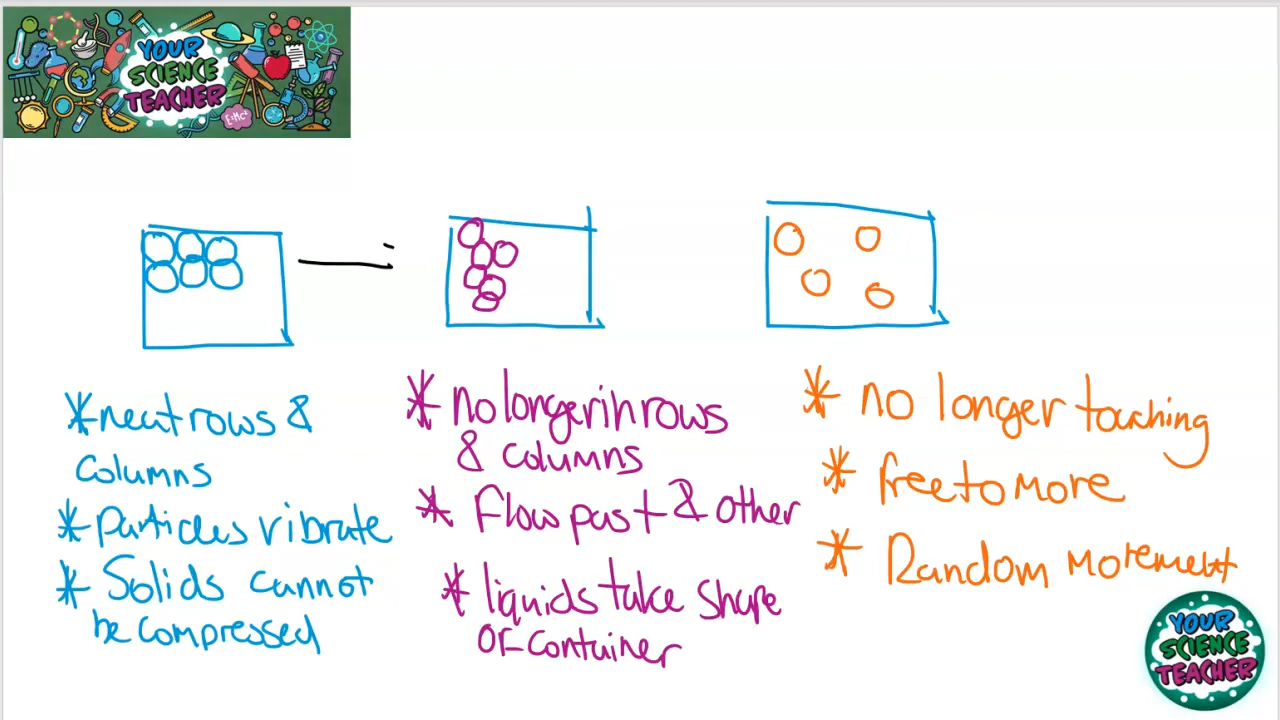 YOUR
SCIENCE
TEACHER
E=MC²
* neat rows &
columns
* Particles vibrate
* Solids cannot
be compressed
* no longer in rows
& columns
* Flow past & other
* liquids take shape
of container
* no longer touching
* free to move
* Random movement
YOUR
SCIENCE
TEACHER